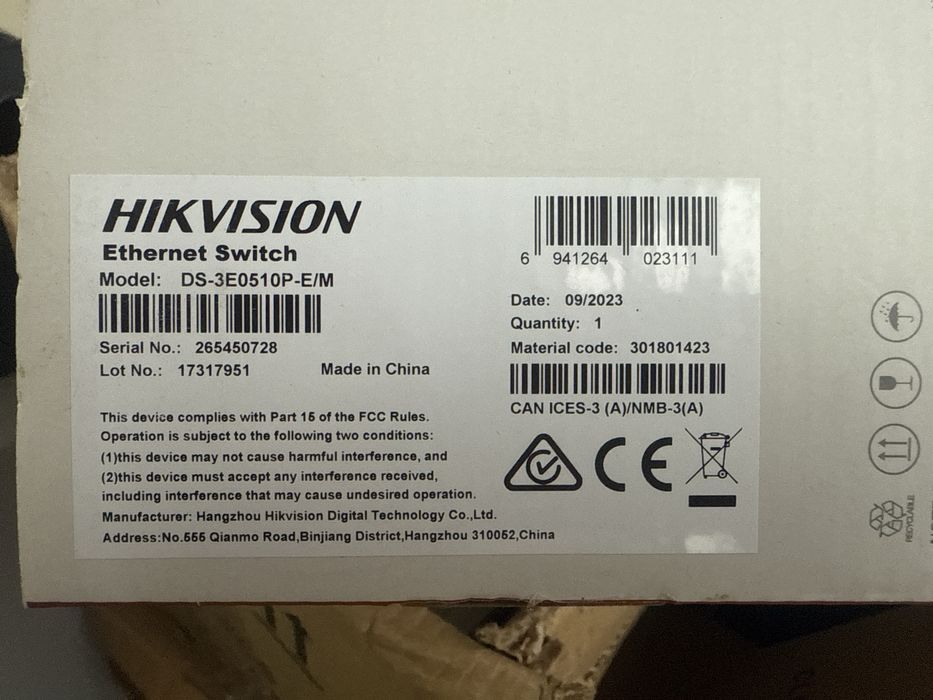 HIKVISION
Ethernet Switch
Model: DS-3E0510P-E/M
Serial No.: 265450728
Lot No.: 17317951
Made in China
This device complies with Part 15 of the FCC Rules.
Operation is subject to the following two conditions:
(1)this device may not cause harmful interference, and
(2)this device must accept any interference received,
including interference that may cause undesired operation.
Manufacturer: Hangzhou Hikvision Digital Technology Co.,Ltd.
Address:No.555 Qianmo Road,Binjiang District,Hangzhou 310052,China
6 941264 023111
Date: 09/2023
Quantity: 1
Material code: 301801423
CAN ICES-3 (A)/NMB-3(A)
CE
RECYCLABLE